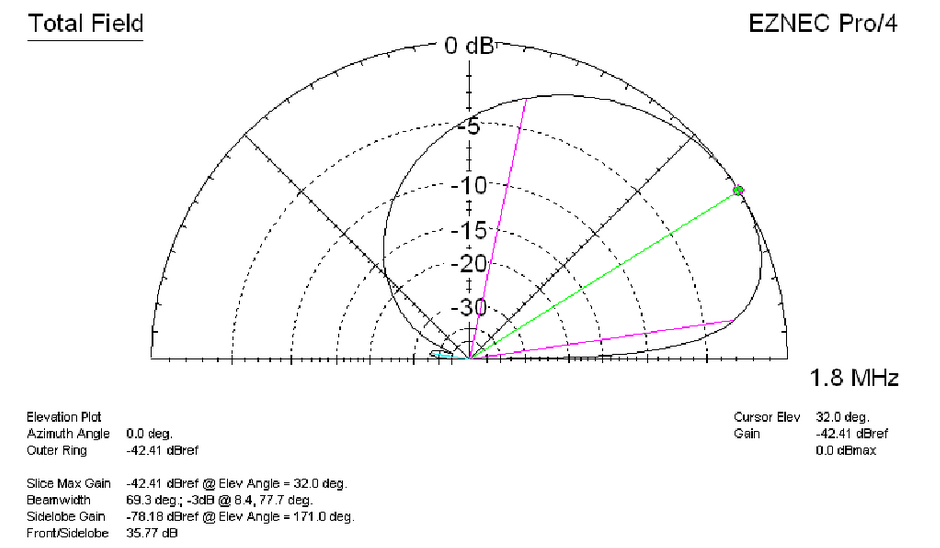 Total Field
EZNEC Pro/4
0 dB
-5
-10
-15
-20
-30
1.8 MHz
Elevation Plot
Azimuth Angle 0.0 deg.
Outer Ring -42.41 dBref
Cursor Elev 32.0 deg.
Gain -42.41 dBref
0.0 dBmax
Slice Max Gain -42.41 dBref @ Elev Angle = 32.0 deg.
Beamwidth 69.3 deg.; -3dB @ 8.4, 77.7 deg.
Sidelobe Gain -78.18 dBref @ Elev Angle = 171.0 deg.
Front/Sidelobe 35.77 dB